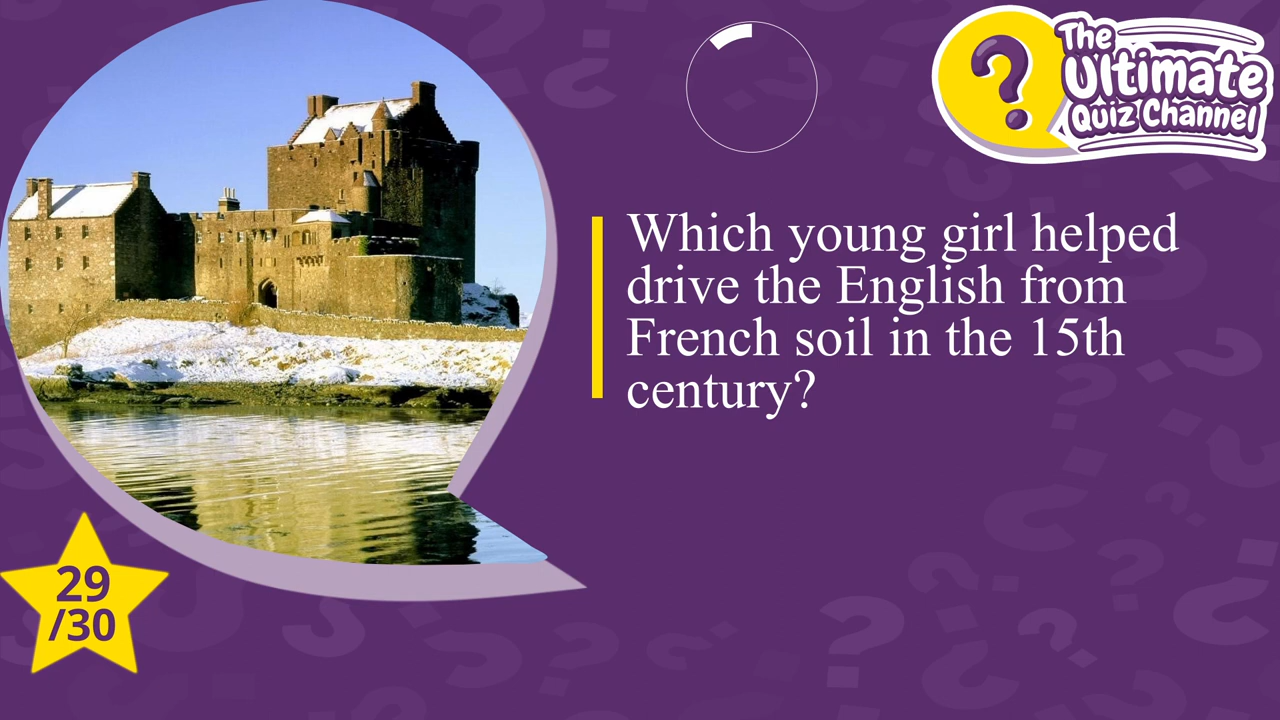 The
Ultimate
Quiz Channel
Which young girl helped
drive the English from
French soil in the 15th
century?
29
/30